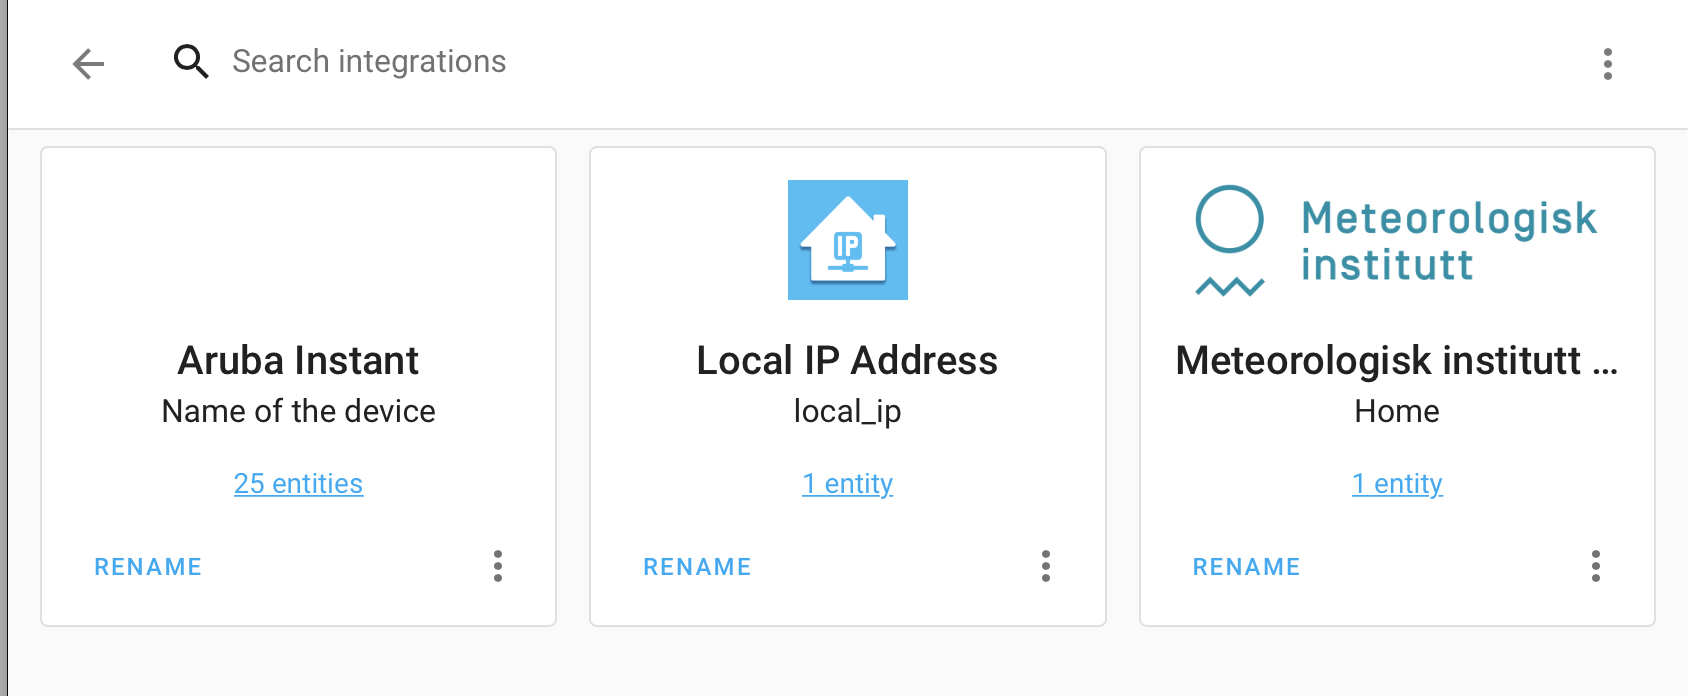 Search integrations
Aruba Instant
Name of the device
25 entities
RENAME
IP
Local IP Address
local_ip
1 entity
RENAME
Meteorologisk
institutt
Meteorologisk institutt ...
Home
1 entity
RENAME